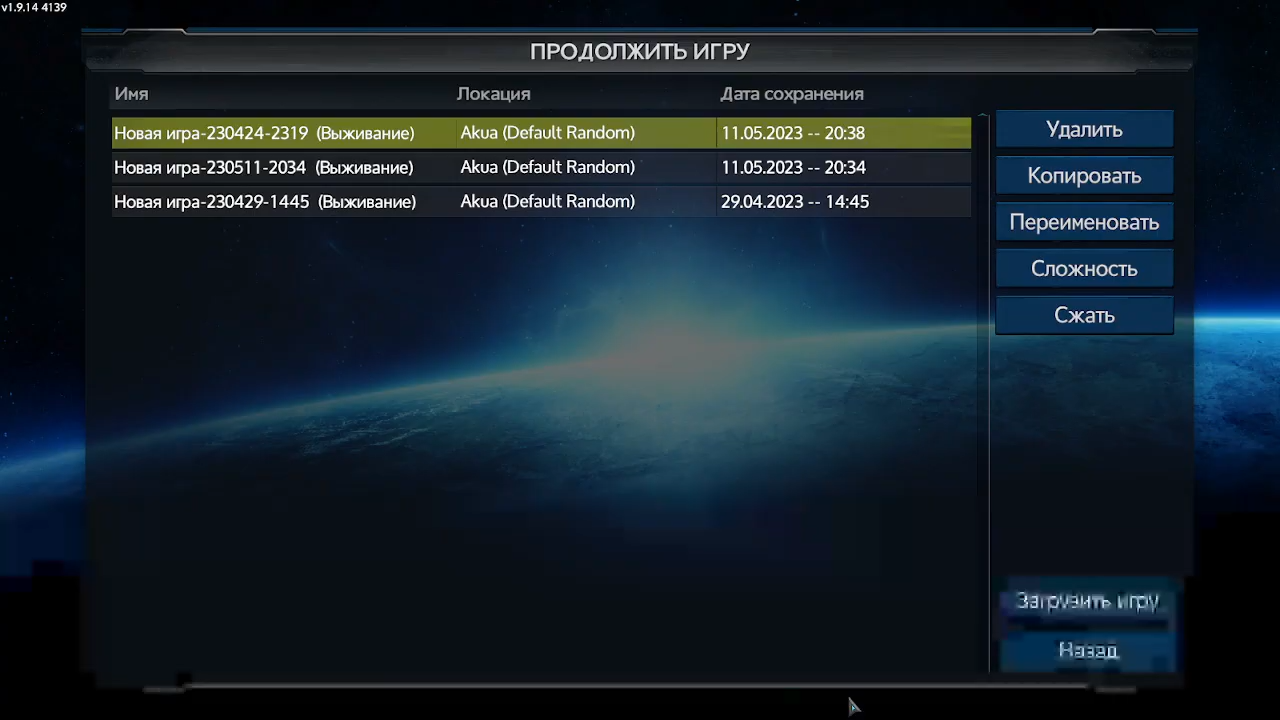 v1.9.14 4139
ПРОДОЛЖИТЬ ИГРУ
Имя Локация Дата сохранения
Новая игра-230424-2319 (Выживание) Akua (Default Random) 11.05.2023 -- 20:38
Новая игра-230511-2034 (Выживание) Akua (Default Random) 11.05.2023 -- 20:34
Новая игра-230429-1445 (Выживание) Akua (Default Random) 29.04.2023 -- 14:45
Удалить
Копировать
Переименовать
Сложность
Сжать
Загрузить игру
Назад